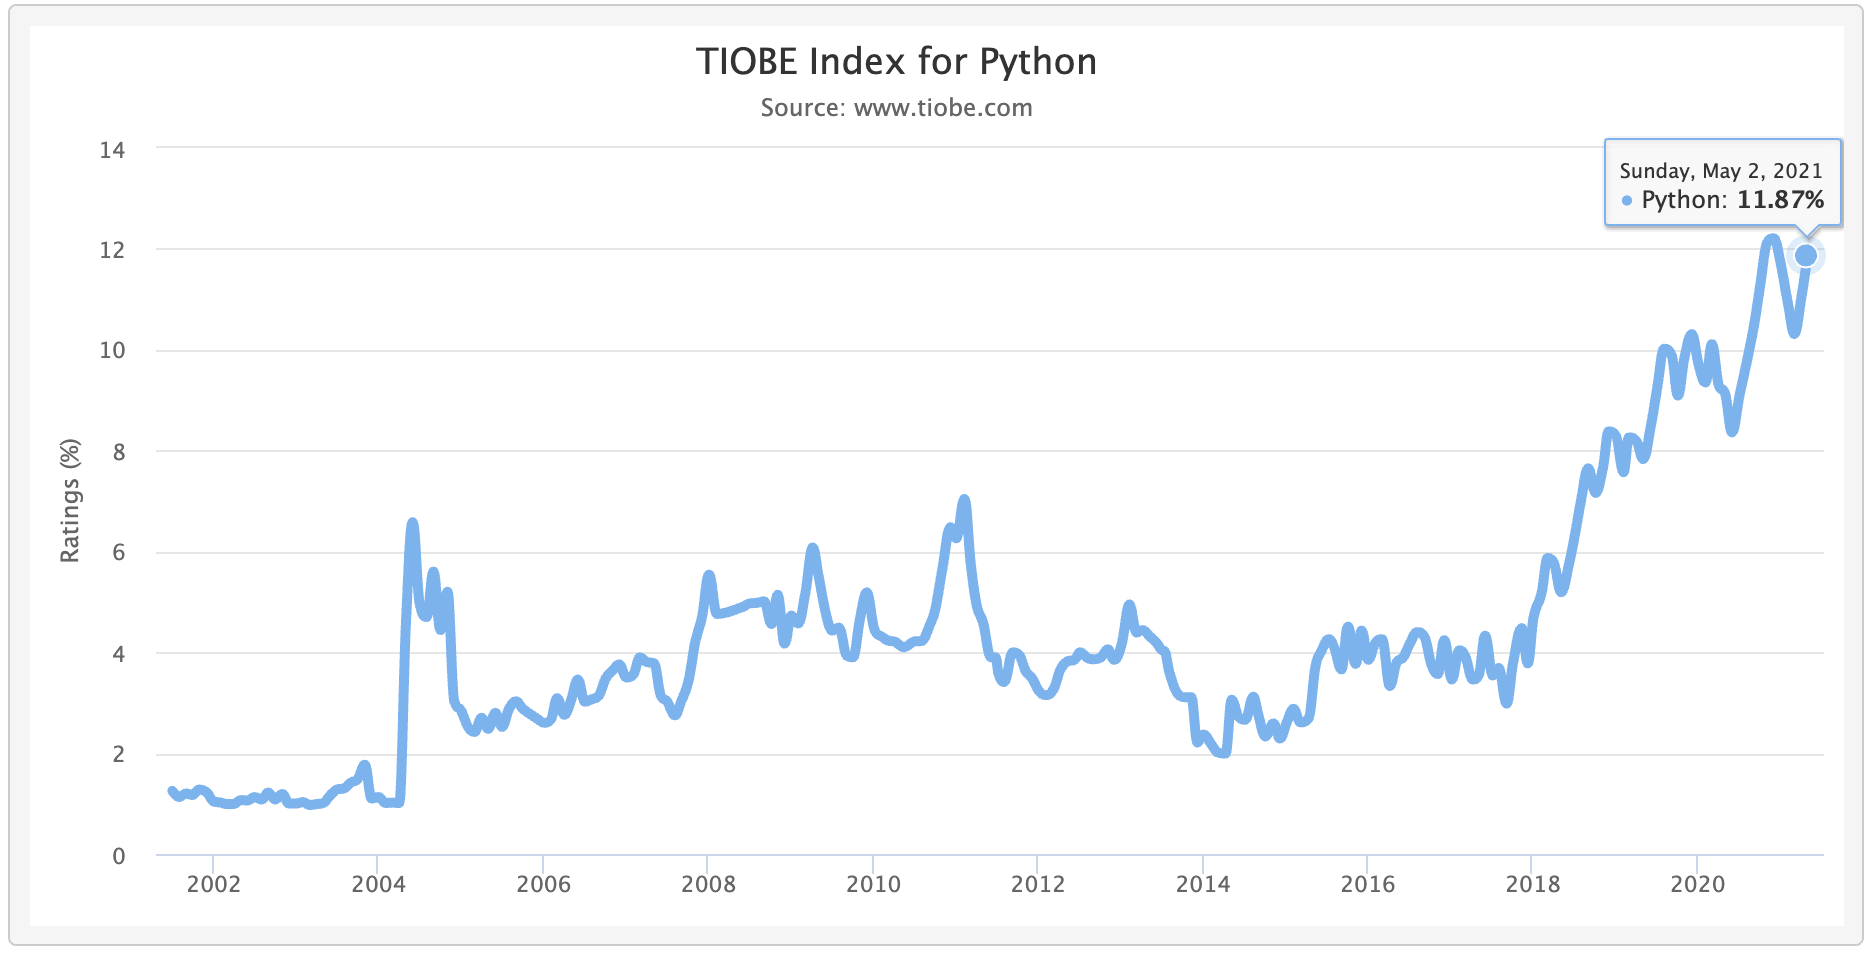 TIOBE Index for Python
Source: www.tiobe.com
Sunday, May 2, 2021
Python: 11.87%
Ratings (%)
14
12
10
8
6
4
2
0
2002 2004 2006 2008 2010 2012 2014 2016 2018 2020